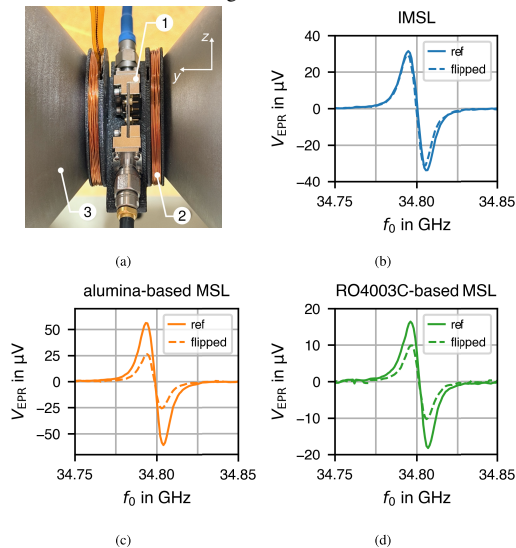 1
z
y
3
2
(a)
IMSL
ref
flipped
40
20
0
−20
−40
V_EPR in µV
34.75
34.80
34.85
f_0 in GHz
(b)
alumina-based MSL
ref
flipped
50
25
0
−25
−50
V_EPR in µV
34.75
34.80
34.85
f_0 in GHz
(c)
RO4003C-based MSL
ref
flipped
20
10
0
−10
−20
V_EPR in µV
34.75
34.80
34.85
f_0 in GHz
(d)